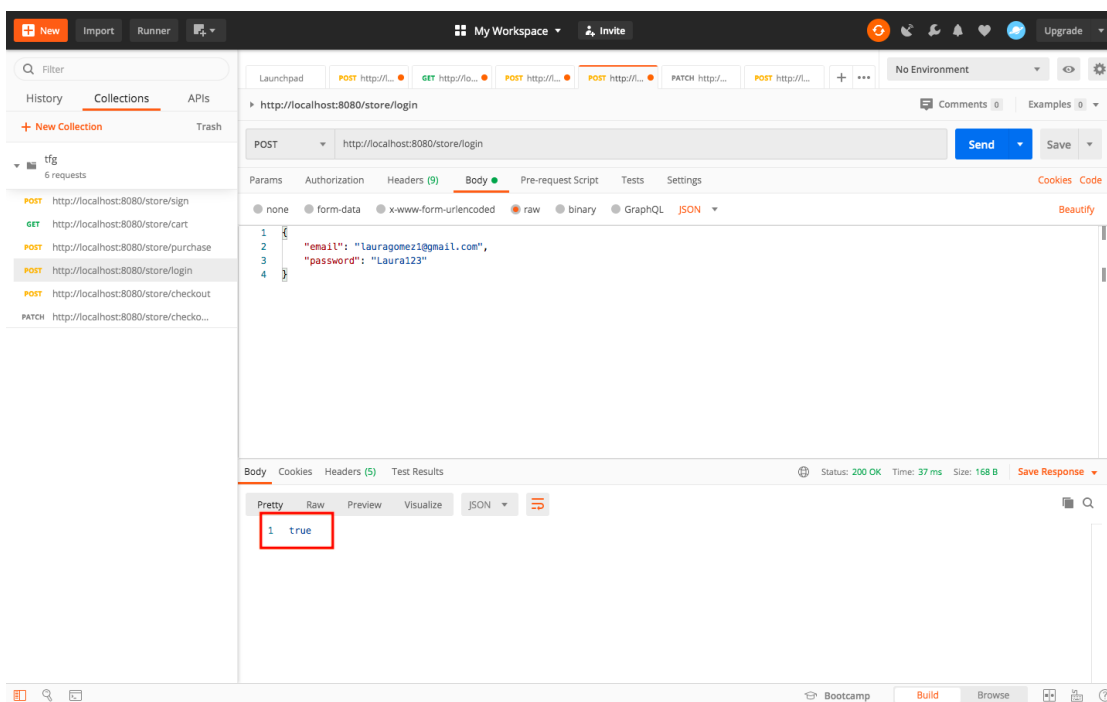 New Import Runner My Workspace Invite Upgrade
Filter
History Collections APIs
+ New Collection Trash
tfg
6 requests
POST http://localhost:8080/store/sign
GET http://localhost:8080/store/cart
POST http://localhost:8080/store/purchase
POST http://localhost:8080/store/login
POST http://localhost:8080/store/checkout
PATCH http://localhost:8080/store/checko...
Launchpad POST http://l... GET http://lo... POST http://l... POST http://l... PATCH http:/... POST http://l... + ••• No Environment
http://localhost:8080/store/login Comments 0 Examples 0
POST http://localhost:8080/store/login Send Save
Params Authorization Headers (9) Body Pre-request Script Tests Settings Cookies Code
none form-data x-www-form-urlencoded raw binary GraphQL JSON Beautify
1 {
2 "email": "lauragomez1@gmail.com",
3 "password": "Laura123"
4 }
Body Cookies Headers (5) Test Results Status: 200 OK Time: 37 ms Size: 168 B Save Response
Pretty Raw Preview Visualize JSON
1 true
Bootcamp Build Browse